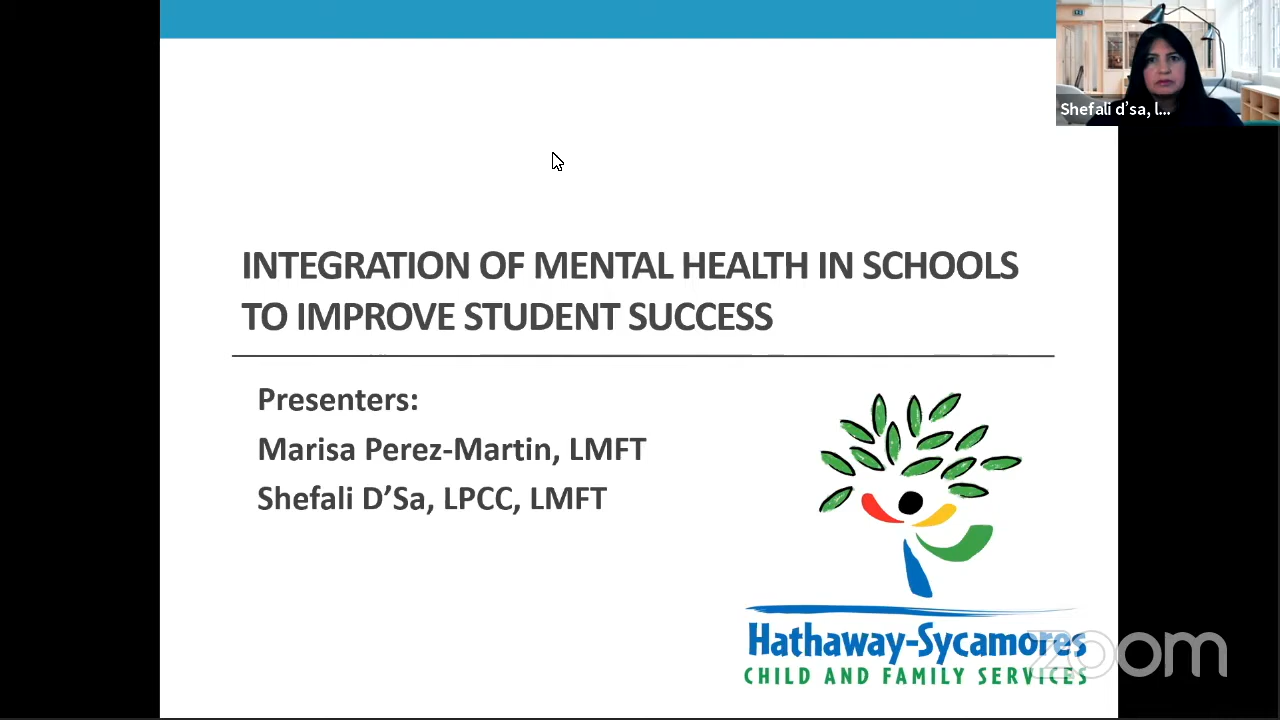 Shefali d’sa, l...
INTEGRATION OF MENTAL HEALTH IN SCHOOLS
TO IMPROVE STUDENT SUCCESS
Presenters:
Marisa Perez-Martin, LMFT
Shefali D’Sa, LPCC, LMFT
Hathaway-Sycamores
CHILD AND FAMILY SERVICES
zoom